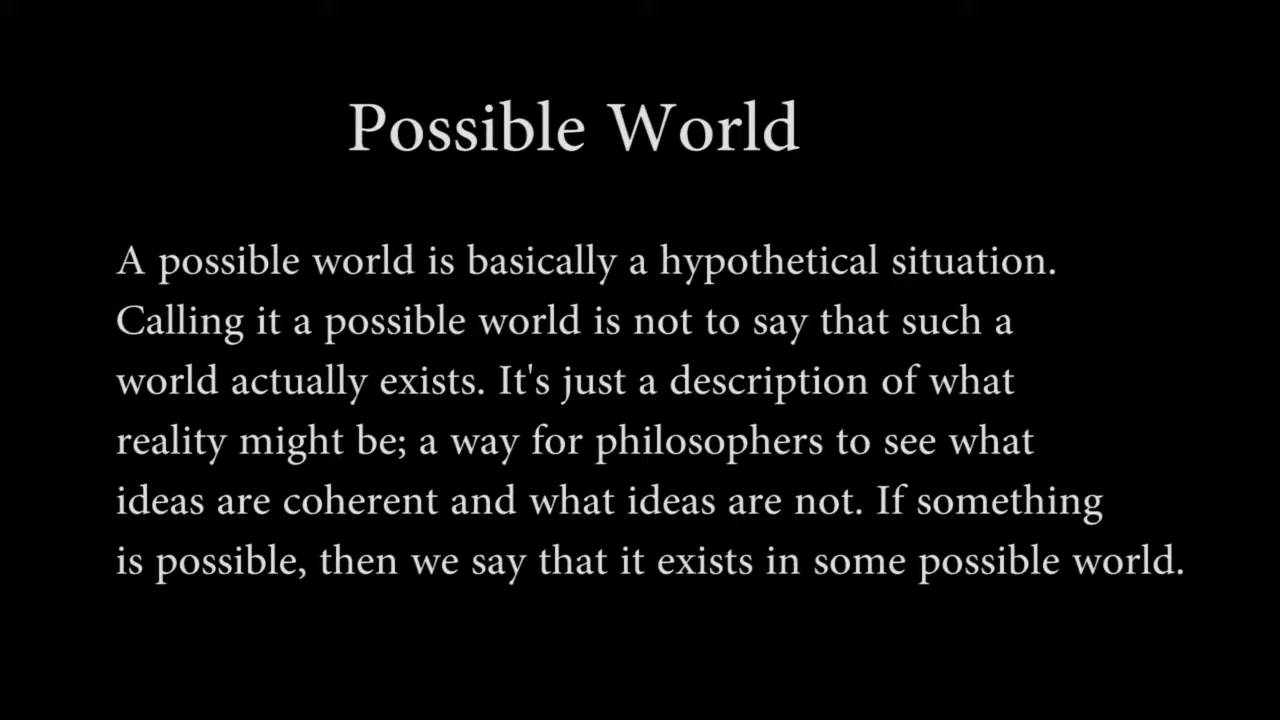 Possible World
A possible world is basically a hypothetical situation.
Calling it a possible world is not to say that such a
world actually exists. It's just a description of what
reality might be; a way for philosophers to see what
ideas are coherent and what ideas are not. If something
is possible, then we say that it exists in some possible world.